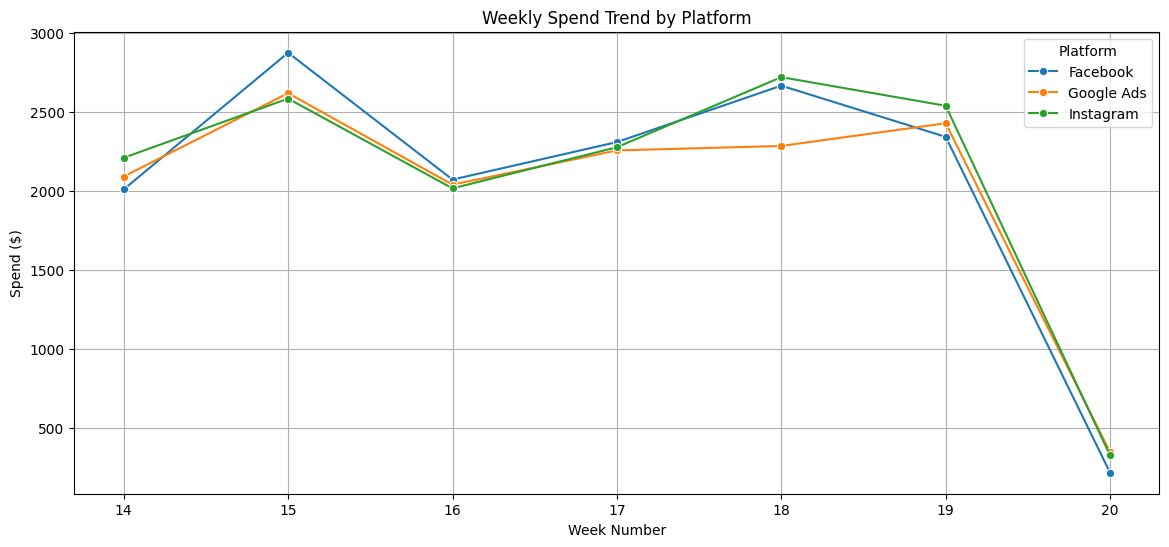 Weekly Spend Trend by Platform
3000
2500
2000
1500
1000
500
Spend ($)
Platform
Facebook
Google Ads
Instagram
14 15 16 17 18 19 20
Week Number